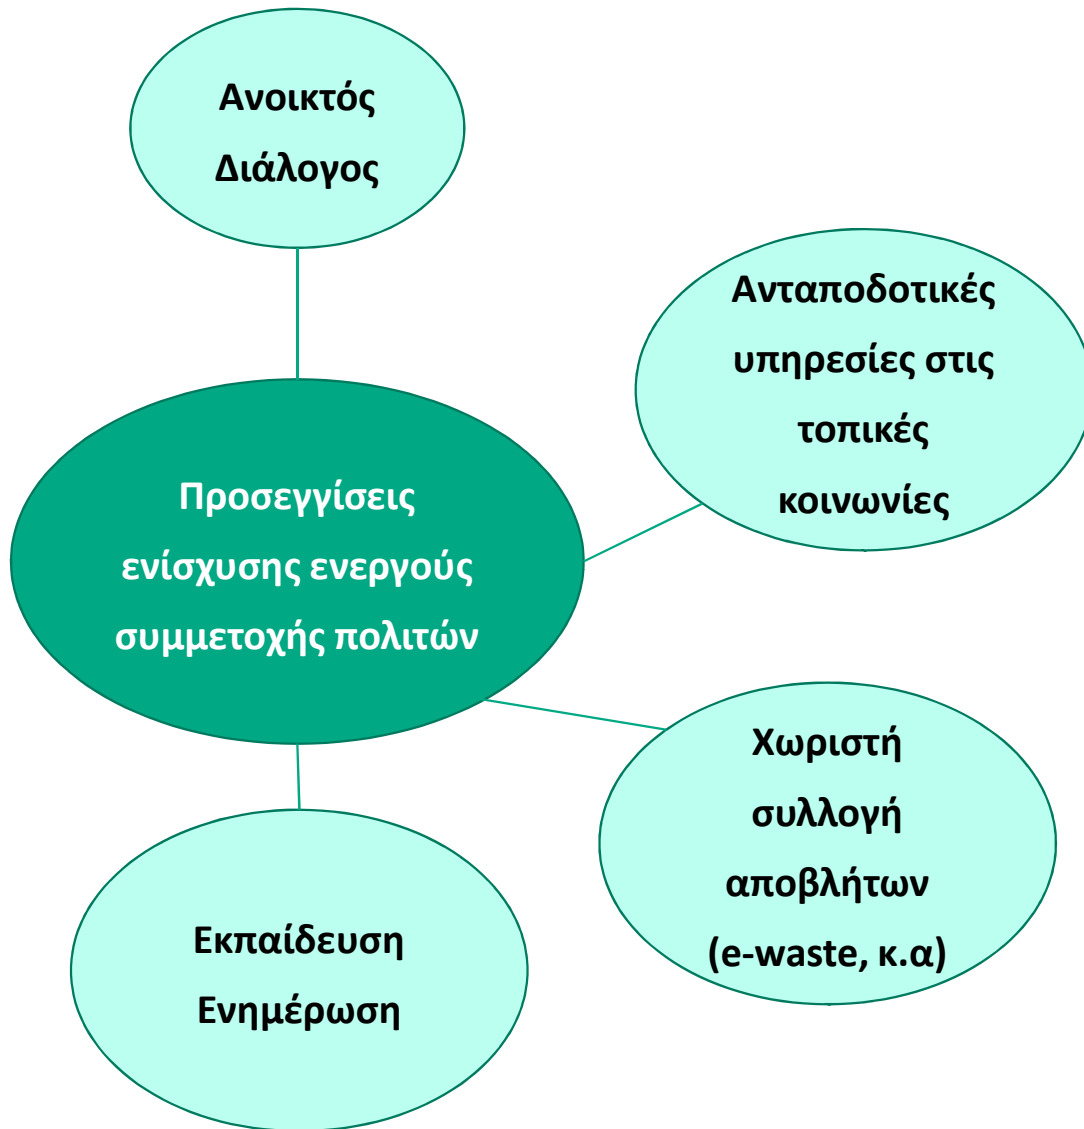 Ανοικτός
Διάλογος
Ανταποδοτικές
υπηρεσίες στις
τοπικές
κοινωνίες
Προσεγγίσεις
ενίσχυσης ενεργούς
συμμετοχής πολιτών
Χωριστή
συλλογή
αποβλήτων
(e-waste, κ.α)
Εκπαίδευση
Ενημέρωση